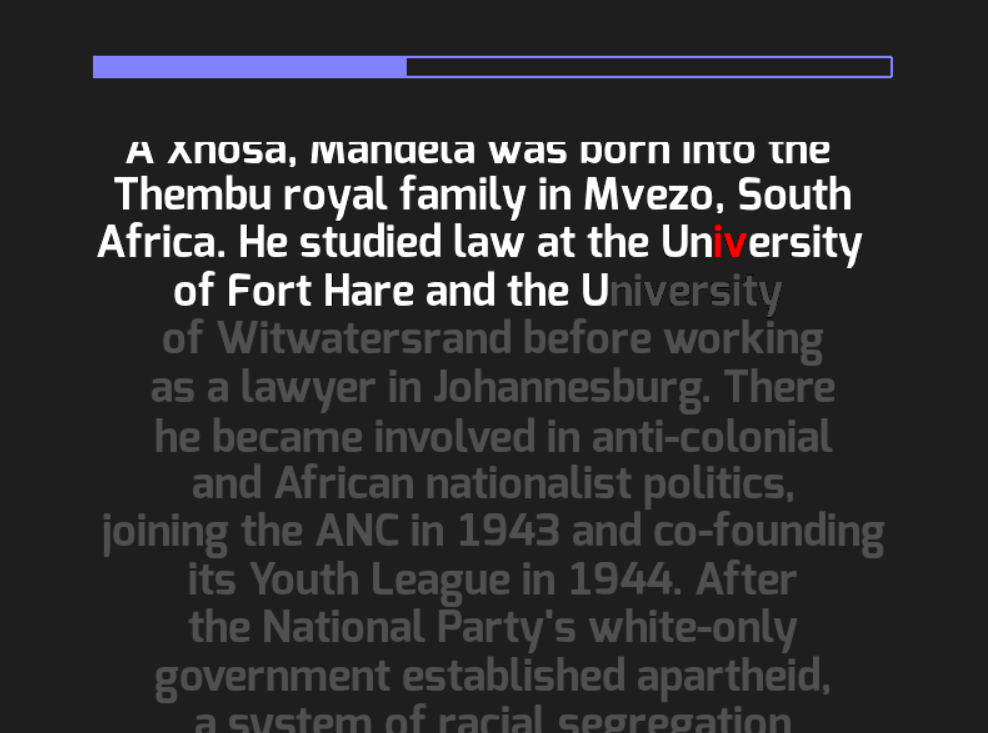 A Xhosa, Mandela was born into the
Thembu royal family in Mvezo, South
Africa. He studied law at the University
of Fort Hare and the University
of Witwatersrand before working
as a lawyer in Johannesburg. There
he became involved in anti-colonial
and African nationalist politics,
joining the ANC in 1943 and co-founding
its Youth League in 1944. After
the National Party's white-only
government established apartheid,
a system of racial segregation